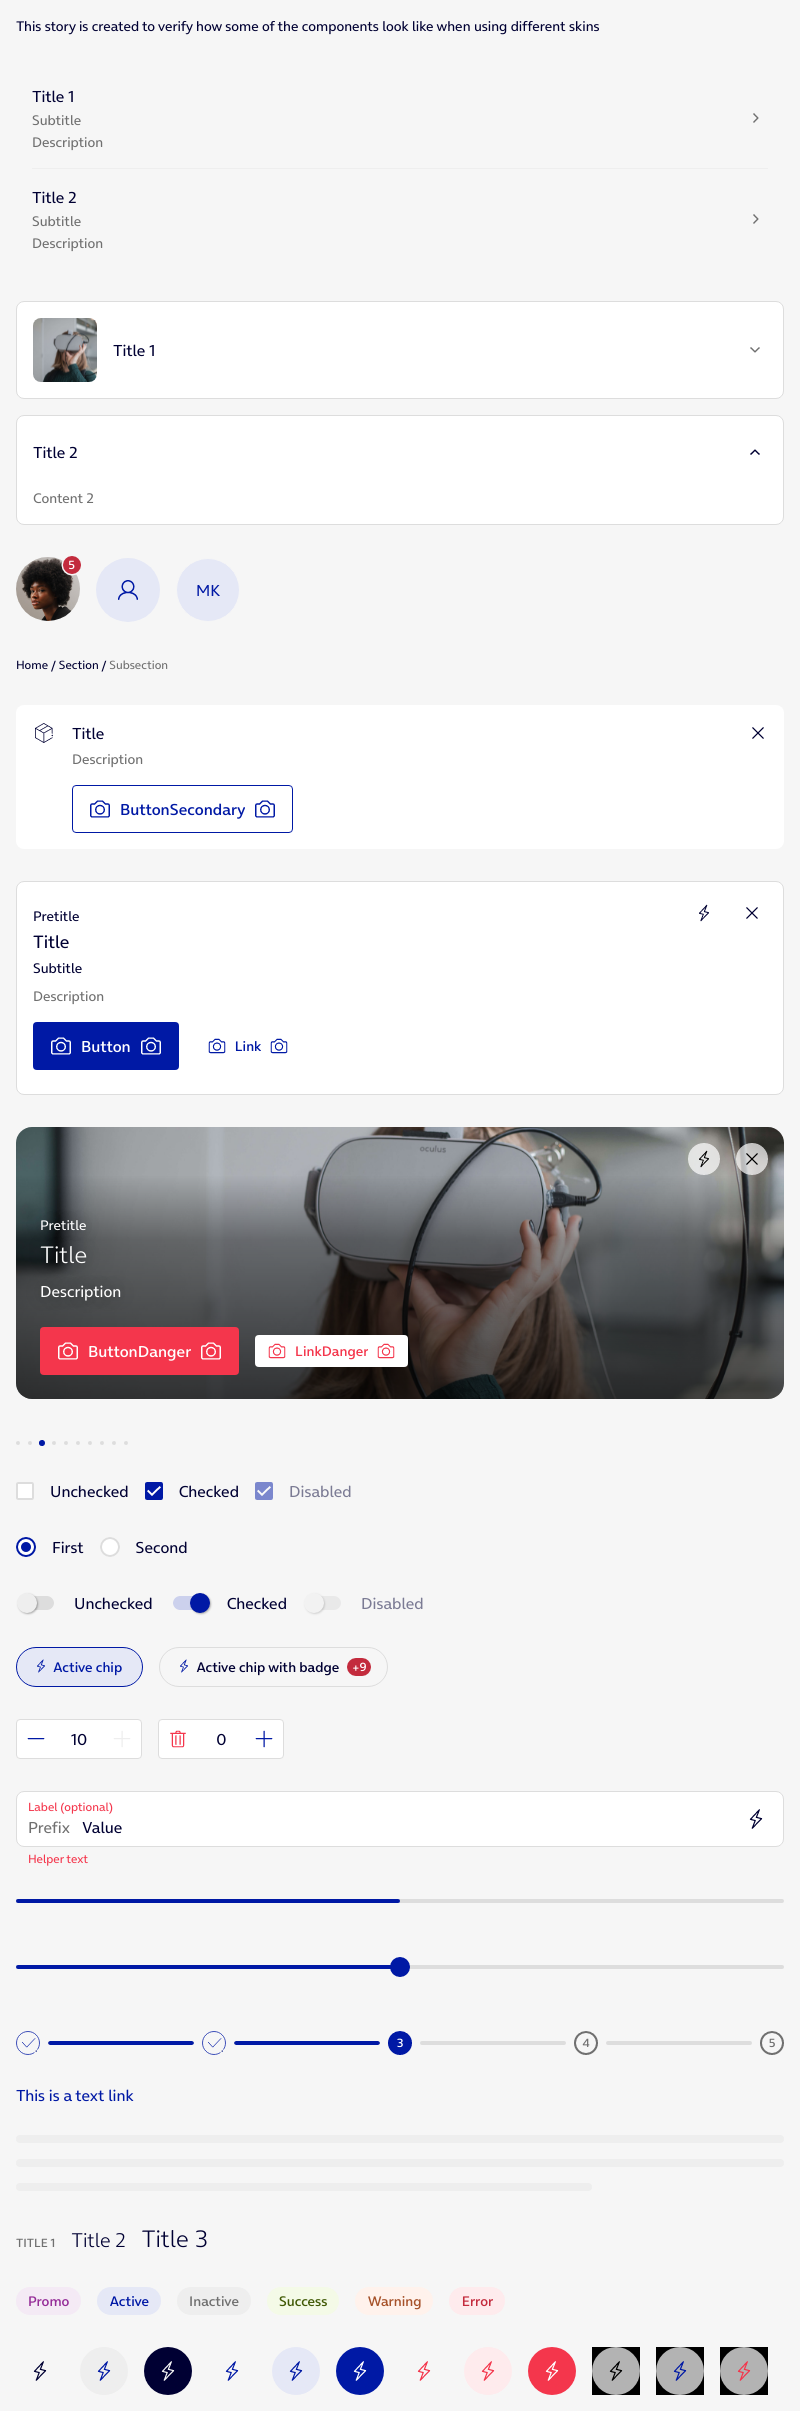 This story is created to verify how some of the components look like when using different skins
Title 1
Subtitle
Description
Title 2
Subtitle
Description
Title 1
Title 2
Content 2
5
MK
Home / Section / Subsection
Title
Description
ButtonSecondary
Pretitle
Title
Subtitle
Description
Button
Link
oculus
Pretitle
Title
Description
ButtonDanger
LinkDanger
Unchecked
Checked
Disabled
First
Second
Unchecked
Checked
Disabled
Active chip
Active chip with badge +9
10
0
Label (optional)
Prefix Value
Helper text
3
4
5
This is a text link
TITLE 1 Title 2 Title 3
Promo
Active
Inactive
Success
Warning
Error